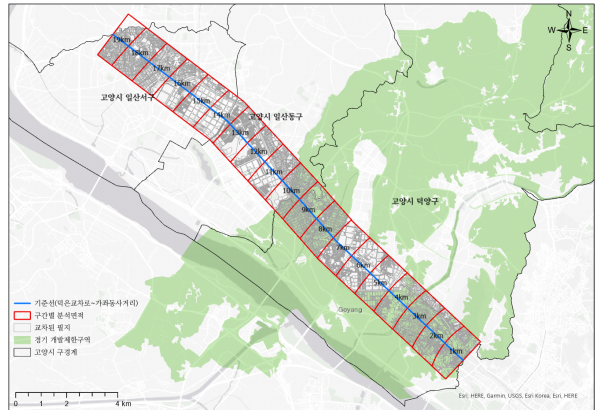 N
W
E
S
19km
18km
17km
16km
고양시 일산서구
15km
14km
고양시 일산동구
13km
12km
11km
10km
고양시 덕양구
9km
8km
7km
6km
5km
4km
Goyang
3km
2km
1km
기준선(덕은교차로~가좌동사거리)
구간별 분석면적
교차된 필지
경기 개발제한구역
고양시 구경계
0 2 4 km
Esri, HERE, Garmin, USGS, Esri Korea, Esri, HERE